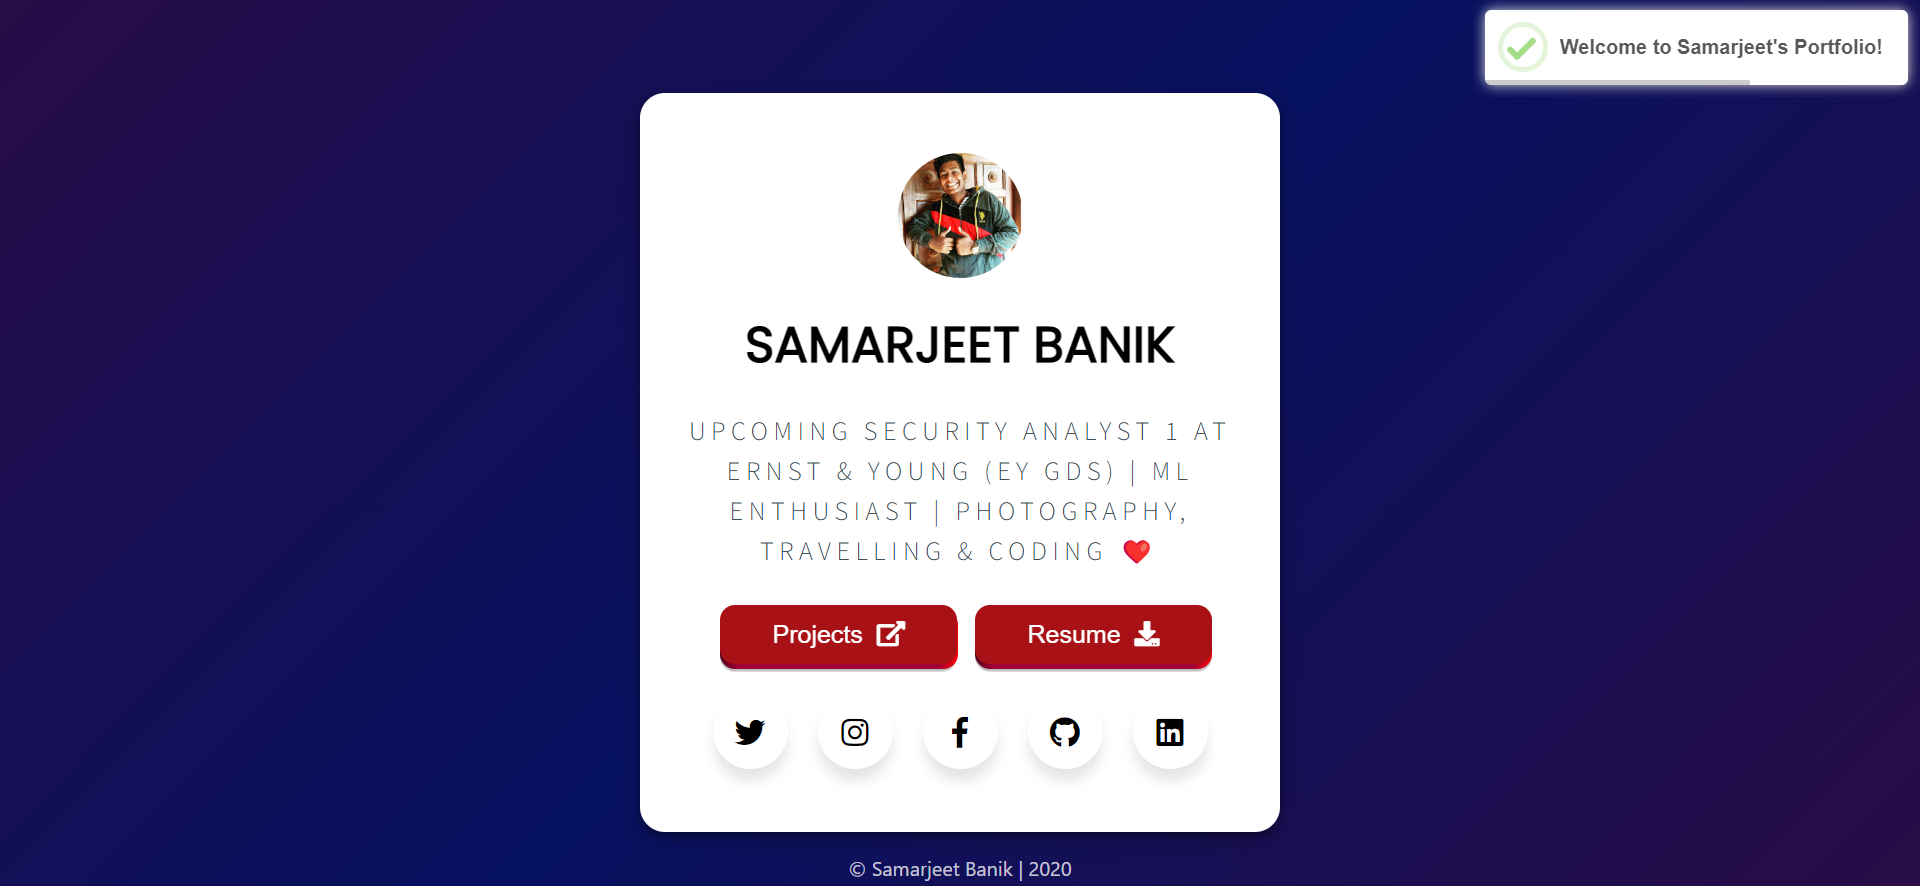 Welcome to Samarjeet's Portfolio!
SAMARJEET BANIK
UPCOMING SECURITY ANALYST 1 AT
ERNST & YOUNG (EY GDS) | ML
ENTHUSIAST | PHOTOGRAPHY,
TRAVELLING & CODING ❤️
Projects
Resume
© Samarjeet Banik | 2020